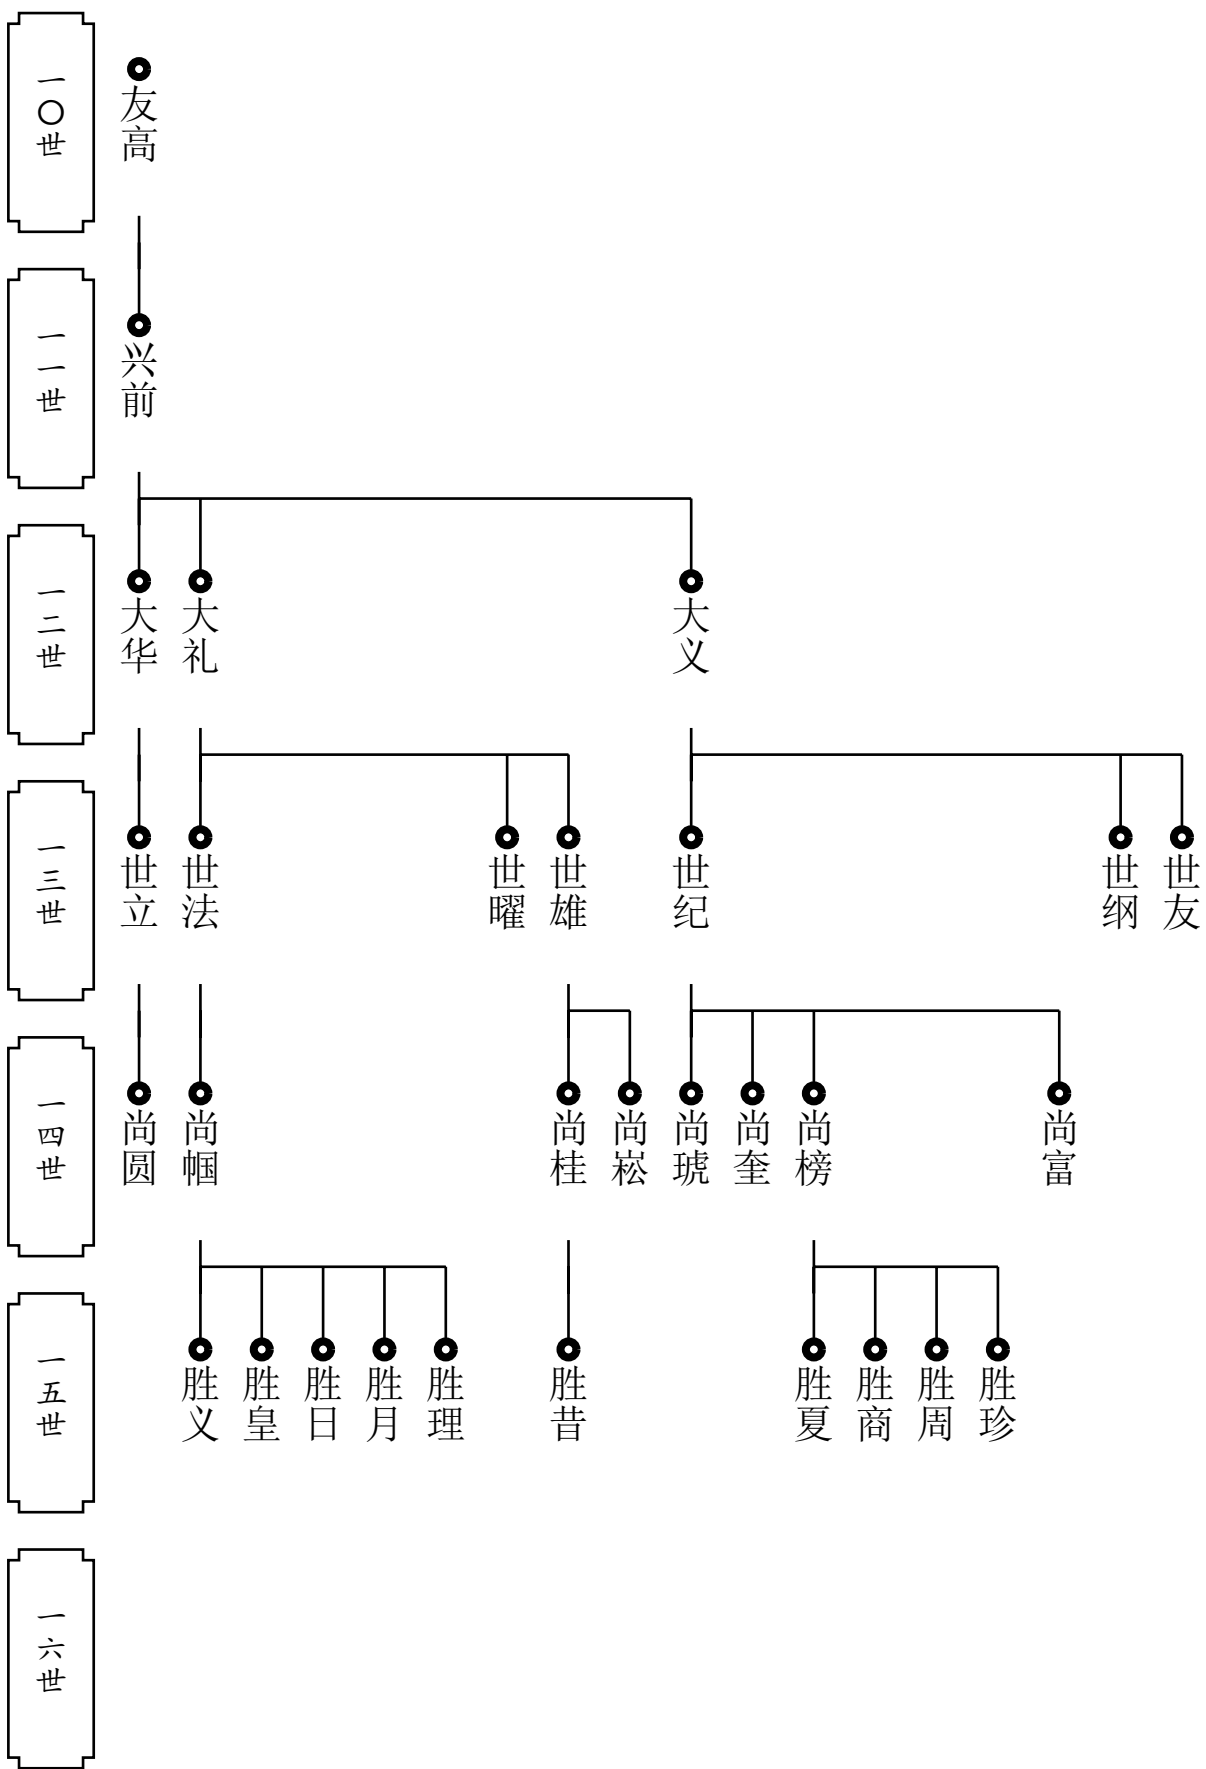 一〇世
友高
一一世
兴前
一二世
大华
大礼
大义
一三世
世立
世法
世曜
世雄
世纪
世纲
世友
一四世
尚圆
尚帼
尚桂
尚崧
尚琥
尚奎
尚榜
尚富
一五世
胜义
胜皇
胜日
胜月
胜理
胜昔
胜夏
胜商
胜周
胜珍
一六世